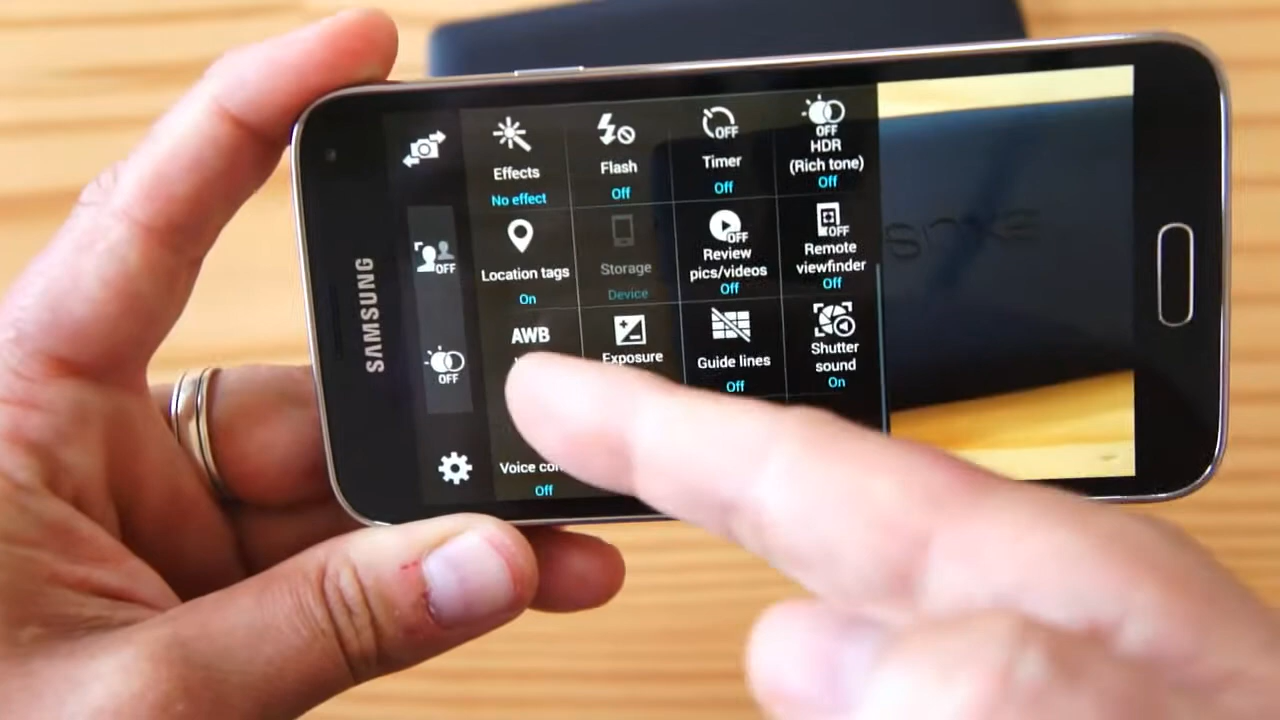 SAMSUNG
OFF
OFF
Effects
No effect
Flash
Off
OFF
Timer
Off
OFF
HDR
(Rich tone)
Off
Location tags
On
Storage
Device
OFF
Review
pics/videos
Off
OFF
Remote
viewfinder
Off
AWB
Exposure
Guide lines
Off
Shutter
sound
On
Voice con
Off